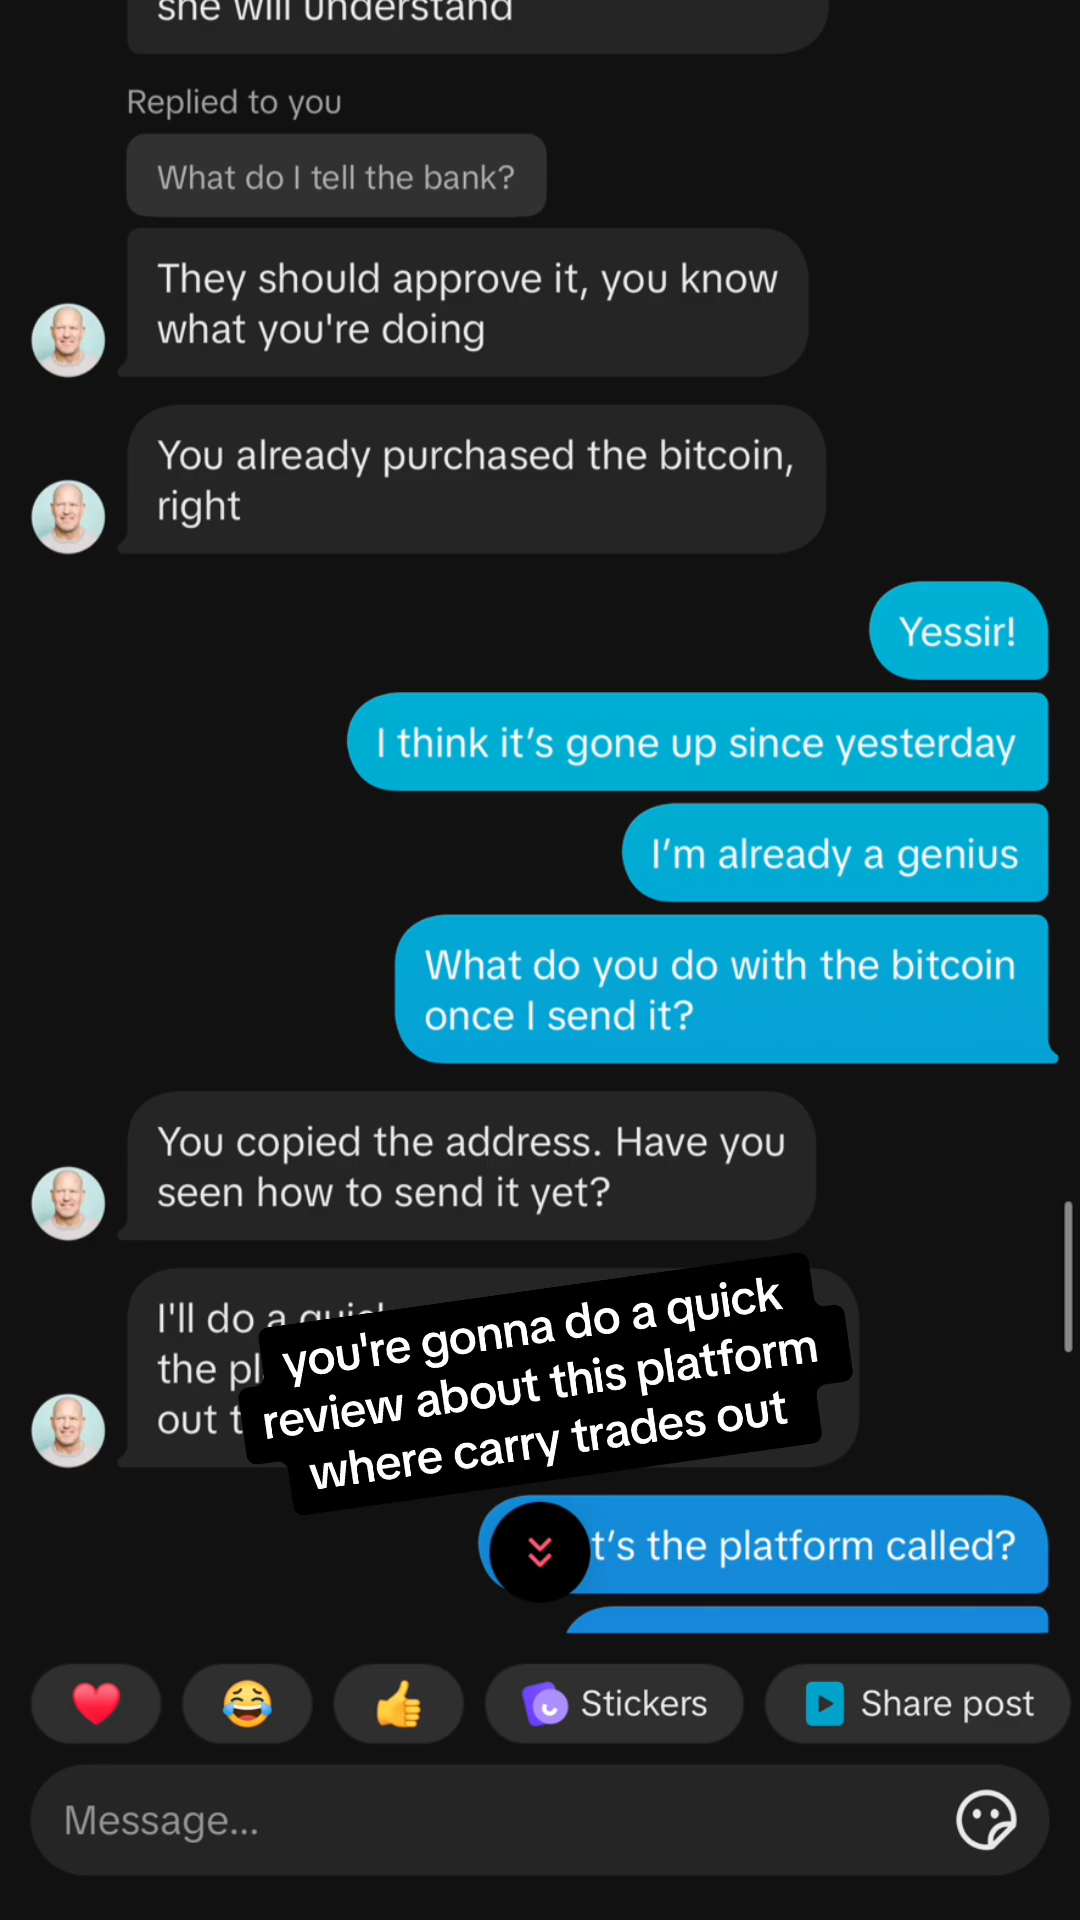 she will understand
Replied to you
What do I tell the bank?
They should approve it, you know
what you're doing
You already purchased the bitcoin,
right
Yessir!
I think it’s gone up since yesterday
I’m already a genius
What do you do with the bitcoin
once I send it?
You copied the address. Have you
seen how to send it yet?
I'll do a
the
out
you're gonna do a quick
review about this platform
where carry trades out
the platform called?
Stickers
Share post
Message...